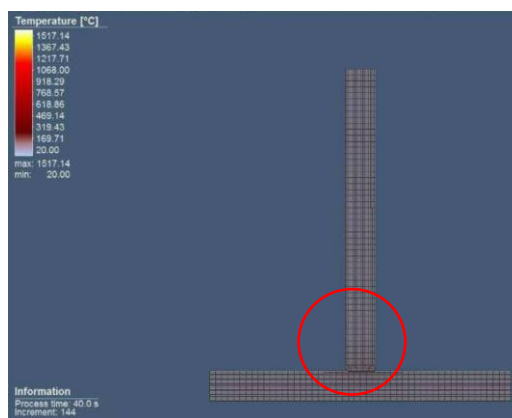 Temperature [°C]
1517.14
1367.43
1217.71
1068.00
918.29
768.57
618.86
469.14
319.43
169.71
20.00
max: 1517.14
min: 20.00
Information
Process time: 40.0 s
Increment: 144